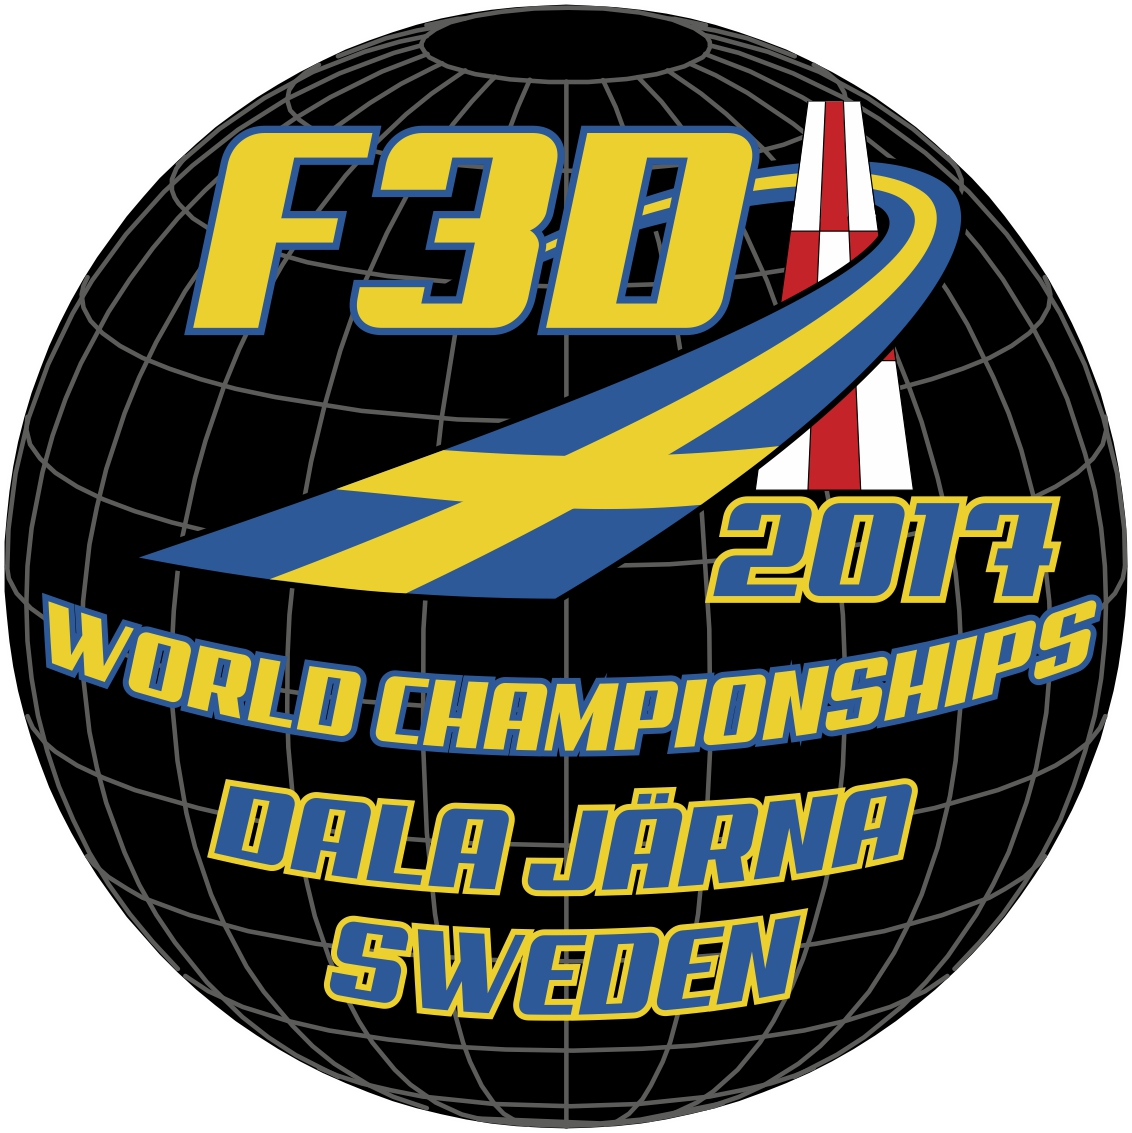 F3D
2017
WORLD CHAMPIONSHIPS
DALA JÄRNA
SWEDEN